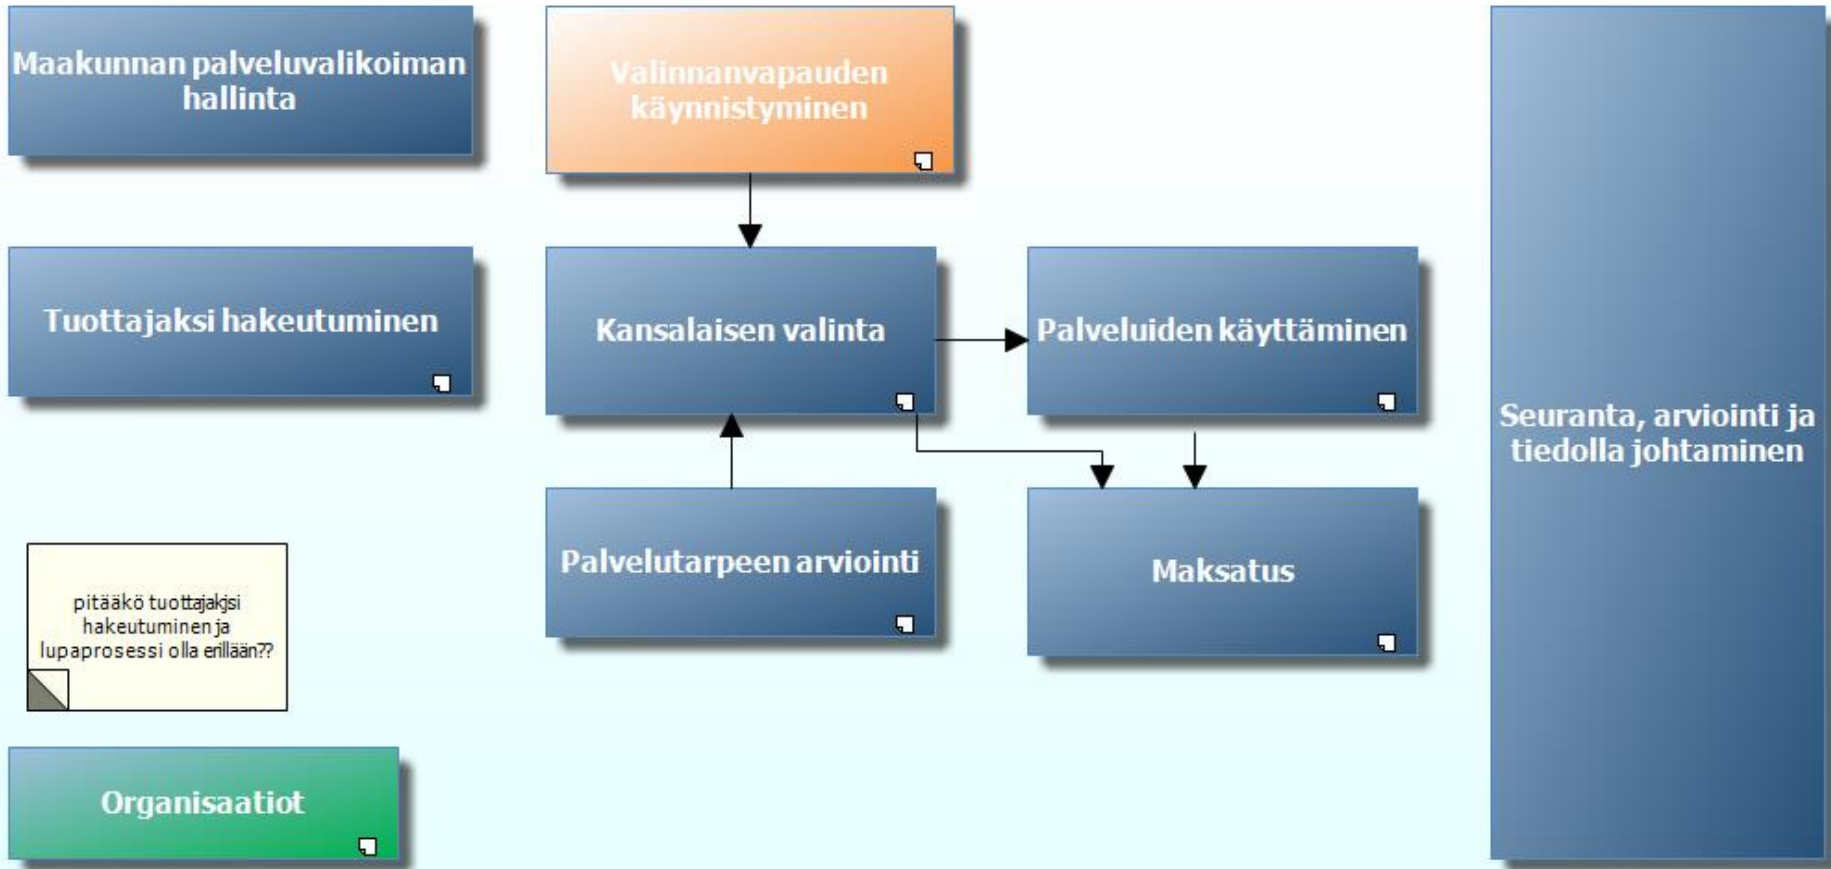 Maakunnan palveluvalikoiman
hallinta
Valinnanvapauden
käynnistyminen
Tuottajaksi hakeutuminen
Kansalaisen valinta
Palveluiden käyttäminen
Seuranta, arviointi ja
tiedolla johtaminen
Palvelutarpeen arviointi
Maksatus
pitääkö tuottajakjsi
hakeutuminen ja
lupaprosessi olla erillään??
Organisaatiot